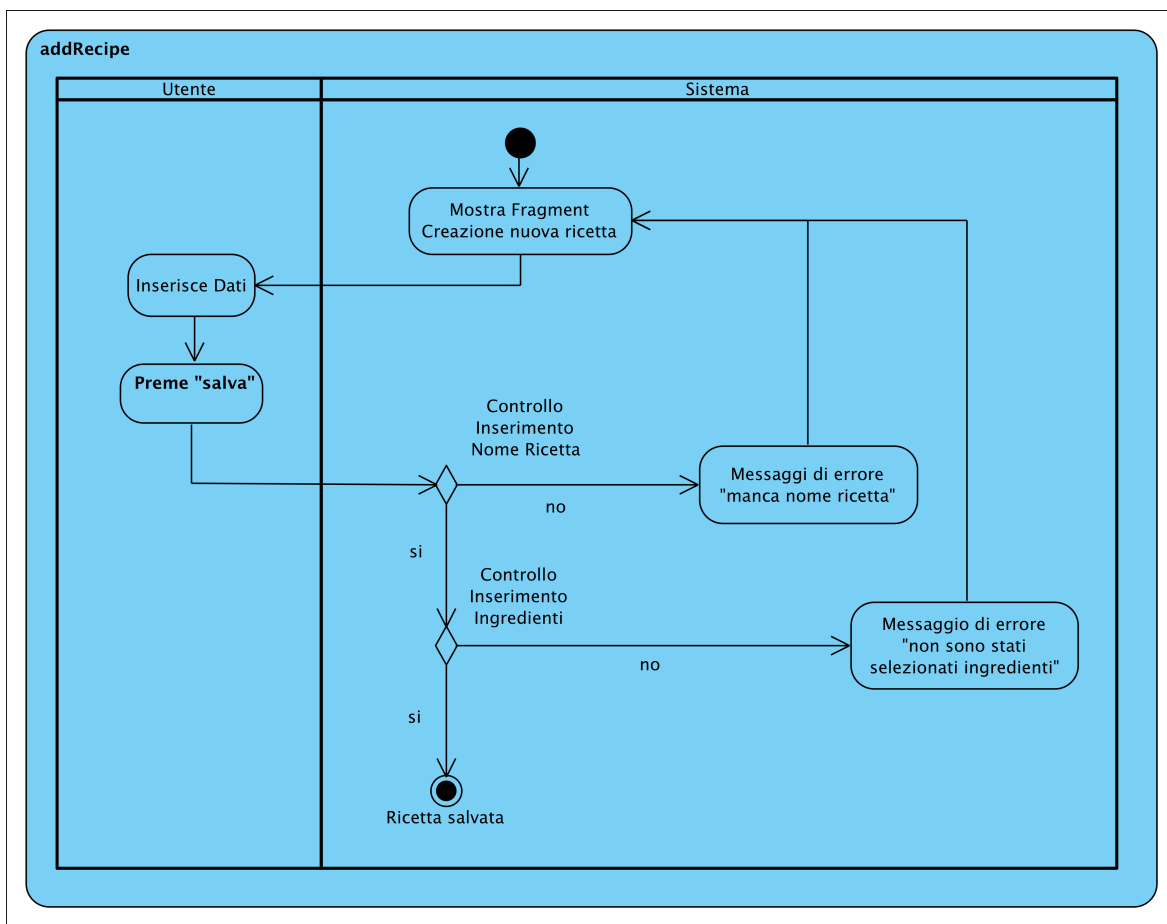 addRecipe
Utente
Sistema
Mostra Fragment
Creazione nuova ricetta
Inserisce Dati
Preme "salva"
Controllo
Inserimento
Nome Ricetta
Messaggi di errore
"manca nome ricetta"
no
si
Controllo
Inserimento
Ingredienti
Messaggio di errore
"non sono stati
selezionati ingredienti"
no
si
Ricetta salvata